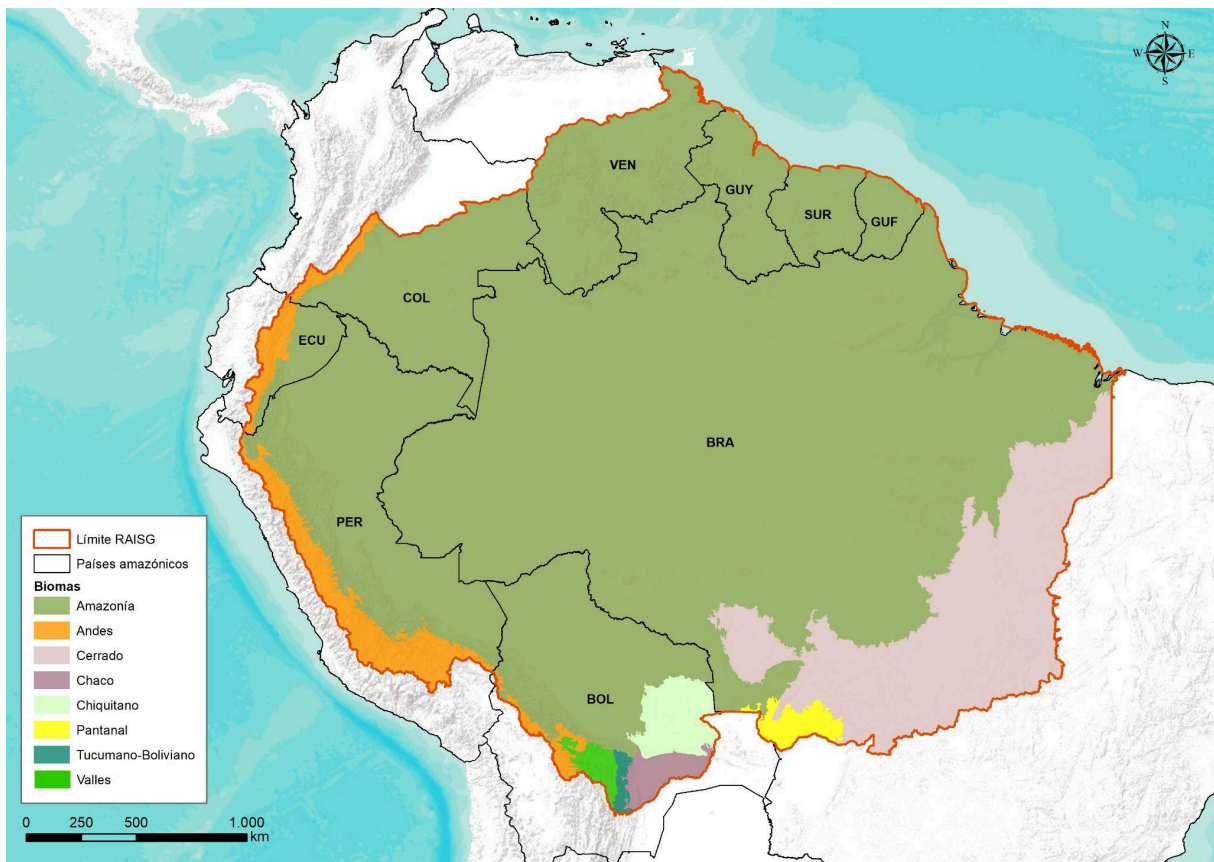 N
W E
S
VEN
GUY
SUR
GUF
COL
ECU
BRA
PER
BOL
Límite RAISG
Países amazónicos
Biomas
Amazonía
Andes
Cerrado
Chaco
Chiquitano
Pantanal
Tucumano-Boliviano
Valles
0 250 500 1.000
km